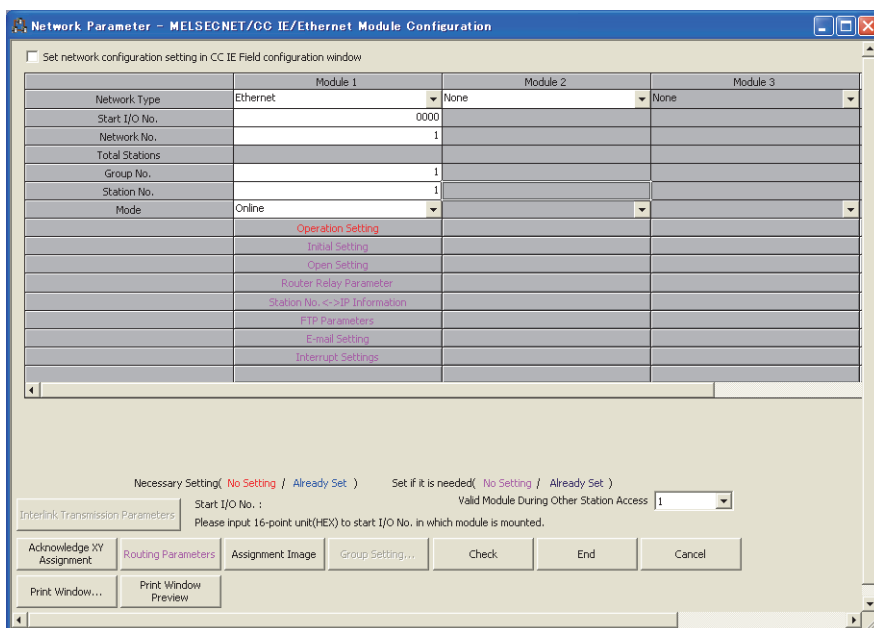 Network Parameter - MELSECNET/CC IE/Ethernet Module Configuration
Set network configuration setting in CC IE Field configuration window
Module 1 Module 2 Module 3
Network Type Ethernet None None
Start I/O No. 0000
Network No. 1
Total Stations
Group No. 1
Station No. 1
Mode Online
Operation Setting
Initial Setting
Open Setting
Router Relay Parameter
Station No.<->IP Information
FTP Parameters
E-mail Setting
Interrupt Settings
Necessary Setting( No Setting / Already Set ) Set if it is needed( No Setting / Already Set )
Interlink Transmission Parameters
Start I/O No. : Valid Module During Other Station Access 1
Please input 16-point unit(HEX) to start I/O No. in which module is mounted.
Acknowledge XY Assignment Routing Parameters Assignment Image Group Setting... Check End Cancel
Print Window... Print Window Preview